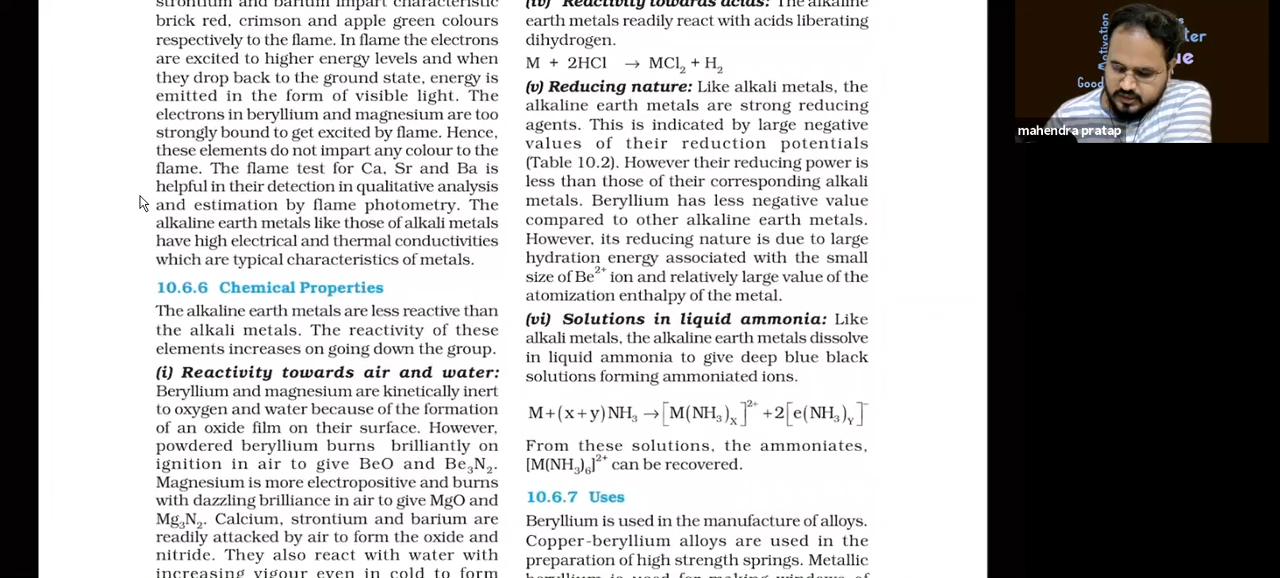 strontium and barium impart characteristic
brick red, crimson and apple green colours
respectively to the flame. In flame the electrons
are excited to higher energy levels and when
they drop back to the ground state, energy is
emitted in the form of visible light. The
electrons in beryllium and magnesium are too
strongly bound to get excited by flame. Hence,
these elements do not impart any colour to the
flame. The flame test for Ca, Sr and Ba is
helpful in their detection in qualitative analysis
and estimation by flame photometry. The
alkaline earth metals like those of alkali metals
have high electrical and thermal conductivities
which are typical characteristics of metals.
10.6.6 Chemical Properties
The alkaline earth metals are less reactive than
the alkali metals. The reactivity of these
elements increases on going down the group.
(i) Reactivity towards air and water:
Beryllium and magnesium are kinetically inert
to oxygen and water because of the formation
of an oxide film on their surface. However,
powdered beryllium burns brilliantly on
ignition in air to give BeO and Be₃N₂.
Magnesium is more electropositive and burns
with dazzling brilliance in air to give MgO and
Mg₃N₂. Calcium, strontium and barium are
readily attacked by air to form the oxide and
nitride. They also react with water with
increasing vigour even in cold to form
(iv) Reactivity towards acids: The alkaline
earth metals readily react with acids liberating
dihydrogen.
M + 2HCl → MCl₂ + H₂
(v) Reducing nature: Like alkali metals, the
alkaline earth metals are strong reducing
agents. This is indicated by large negative
values of their reduction potentials
(Table 10.2). However their reducing power is
less than those of their corresponding alkali
metals. Beryllium has less negative value
compared to other alkaline earth metals.
However, its reducing nature is due to large
hydration energy associated with the small
size of Be²⁺ ion and relatively large value of the
atomization enthalpy of the metal.
(vi) Solutions in liquid ammonia: Like
alkali metals, the alkaline earth metals dissolve
in liquid ammonia to give deep blue black
solutions forming ammoniated ions.
M+(x+y)NH₃ →[M(NH₃)ₓ]²⁺ +2[e(NH₃)Y]⁻
From these solutions, the ammoniates,
[M(NH₃)₆]²⁺ can be recovered.
10.6.7 Uses
Beryllium is used in the manufacture of alloys.
Copper-beryllium alloys are used in the
preparation of high strength springs. Metallic
beryllium is used for making windows of
Motivation
Good
mahendra pratap